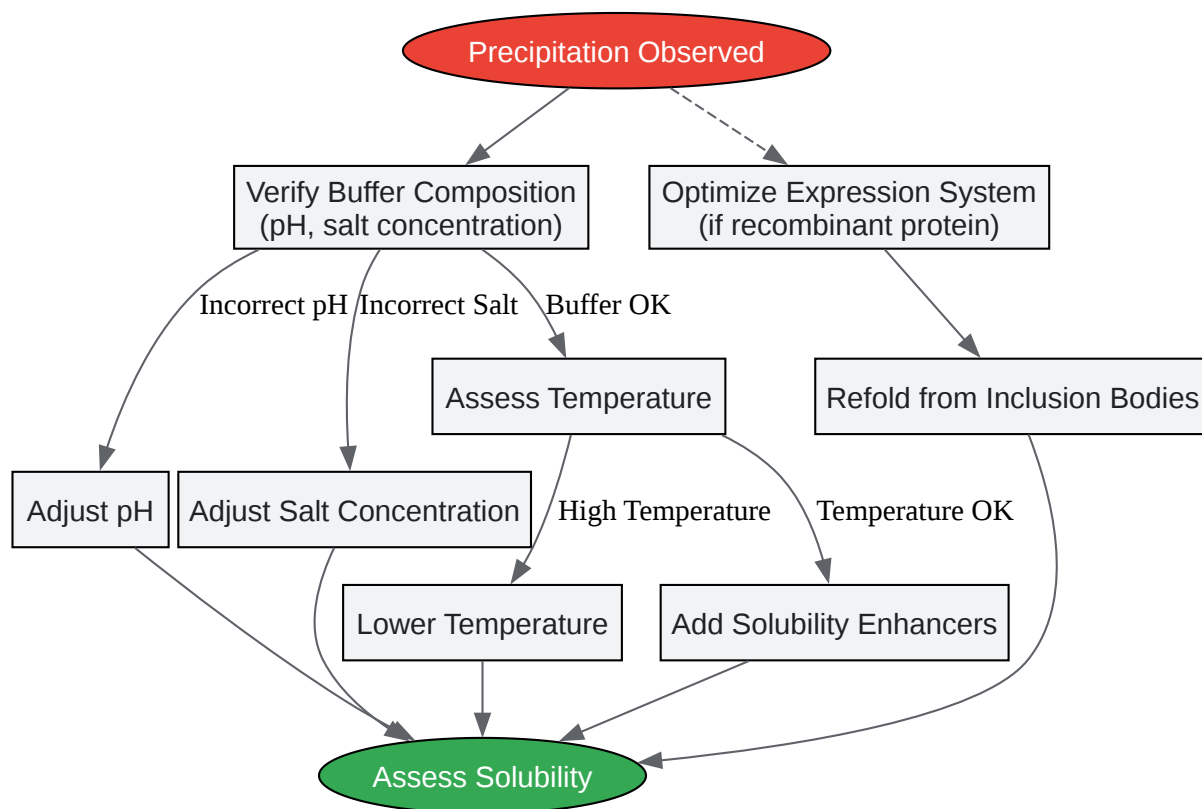 Precipitation Observed
Verify Buffer Composition
(pH, salt concentration)
Optimize Expression System
(if recombinant protein)
Incorrect pH
Incorrect Salt
Buffer OK
Assess Temperature
Refold from Inclusion Bodies
Adjust pH
Adjust Salt Concentration
High Temperature
Temperature OK
Lower Temperature
Add Solubility Enhancers
Assess Solubility